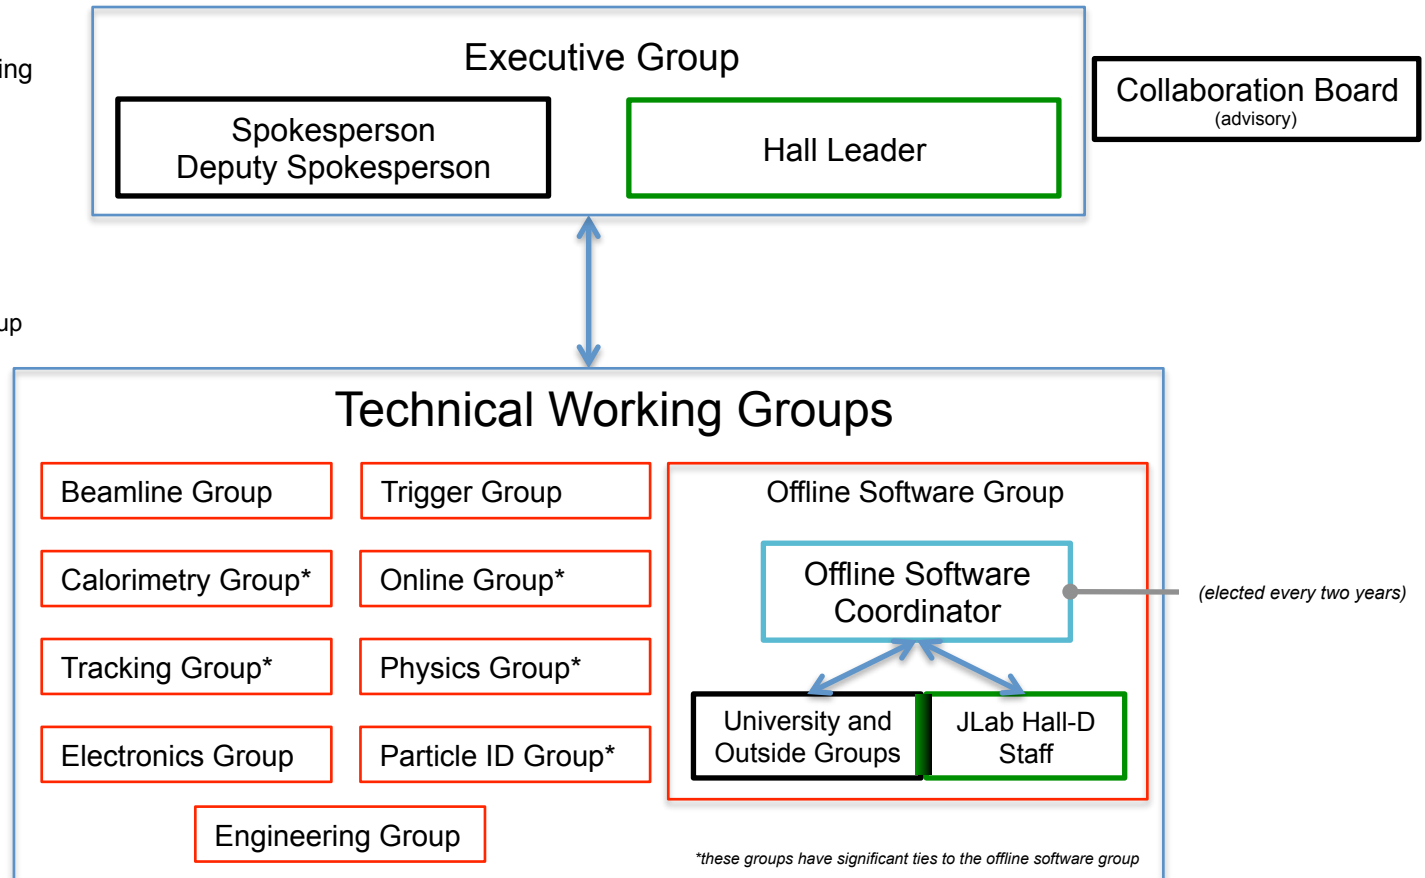 Executive Group
ing
Collaboration Board
(advisory)
Spokesperson
Deputy Spokesperson
Hall Leader
up
Technical Working Groups
Beamline Group
Trigger Group
Offline Software Group
Calorimetry Group*
Online Group*
Offline Software
Coordinator
(elected every two years)
Tracking Group*
Physics Group*
University and
Outside Groups
JLab Hall-D
Staff
Electronics Group
Particle ID Group*
Engineering Group
*these groups have significant ties to the offline software group